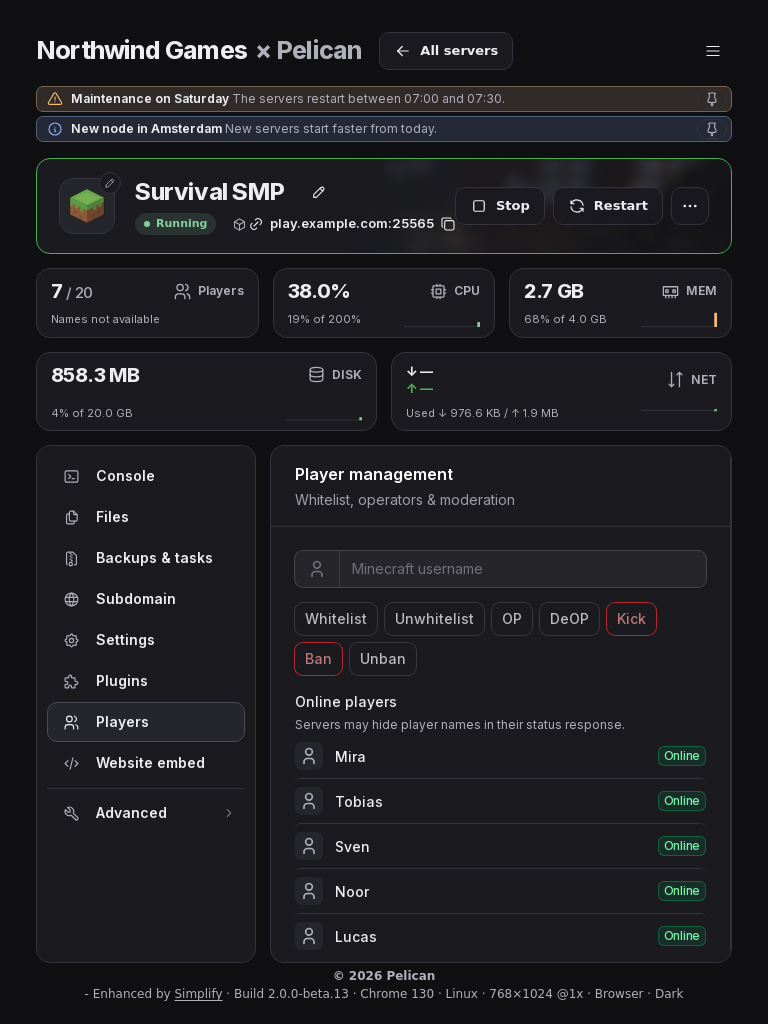 Northwind Games × Pelican
All servers
Maintenance on Saturday The servers restart between 07:00 and 07:30.
New node in Amsterdam New servers start faster from today.
Survival SMP
Running
play.example.com:25565
Stop
Restart
7 / 20
Players
Names not available
38.0%
CPU
19% of 200%
2.7 GB
MEM
68% of 4.0 GB
858.3 MB
DISK
4% of 20.0 GB
↓ —
↑ —
NET
Used ↓ 976.6 KB / ↑ 1.9 MB
Console
Files
Backups & tasks
Subdomain
Settings
Plugins
Players
Website embed
Advanced
Player management
Whitelist, operators & moderation
Minecraft username
Whitelist
Unwhitelist
OP
DeOP
Kick
Ban
Unban
Online players
Servers may hide player names in their status response.
Mira
Online
Tobias
Online
Sven
Online
Noor
Online
Lucas
Online
© 2026 Pelican
- Enhanced by Simplify · Build 2.0.0-beta.13 · Chrome 130 · Linux · 768×1024 @1x · Browser · Dark